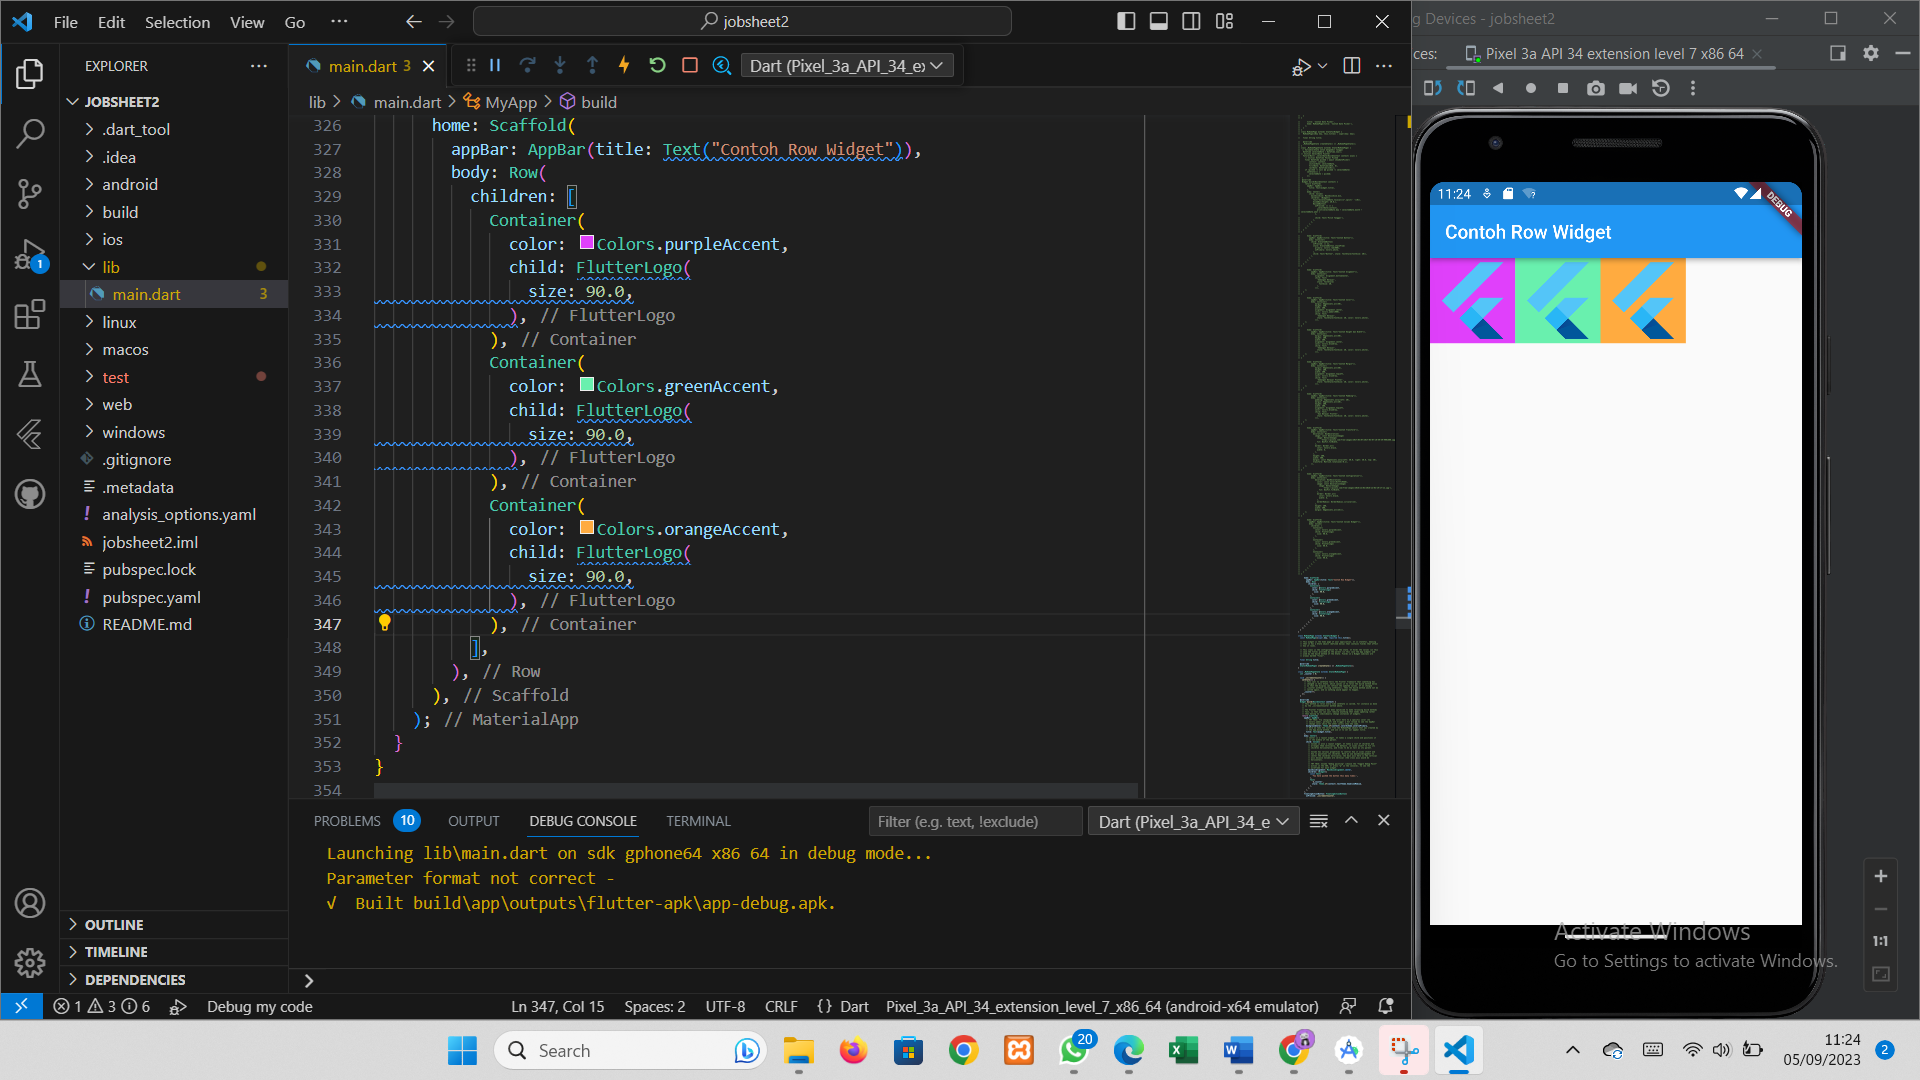 File Edit Selection View Go ··· jobsheet2
g Devices - jobsheet2
ces: Pixel 3a API 34 extension level 7 x86 64
EXPLORER
JOBSHEET2
.dart_tool
.idea
android
build
ios
lib
main.dart 3
linux
macos
test
web
windows
.gitignore
.metadata
analysis_options.yaml
jobsheet2.iml
pubspec.lock
pubspec.yaml
README.md
OUTLINE
TIMELINE
DEPENDENCIES
1
main.dart 3
Dart (Pixel_3a_API_34_e
lib > main.dart > MyApp > build
326 home: Scaffold(
327 appBar: AppBar(title: Text("Contoh Row Widget")),
328 body: Row(
329 children: [
330 Container(
331 color: Colors.purpleAccent,
332 child: FlutterLogo(
333 size: 90.0,
334 ), // FlutterLogo
335 ), // Container
336 Container(
337 color: Colors.greenAccent,
338 child: FlutterLogo(
339 size: 90.0,
340 ), // FlutterLogo
341 ), // Container
342 Container(
343 color: Colors.orangeAccent,
344 child: FlutterLogo(
345 size: 90.0,
346 ), // FlutterLogo
347 ), // Container
348 ],
349 ), // Row
350 ), // Scaffold
351 ); // MaterialApp
352 }
353 }
354
PROBLEMS 10 OUTPUT DEBUG CONSOLE TERMINAL Filter (e.g. text, !exclude) Dart (Pixel_3a_API_34_e
Launching lib\main.dart on sdk gphone64 x86 64 in debug mode...
Parameter format not correct -
√ Built build\app\outputs\flutter-apk\app-debug.apk.
1 3 6 Debug my code Ln 347, Col 15 Spaces: 2 UTF-8 CRLF {} Dart Pixel_3a_API_34_extension_level_7_x86_64 (android-x64 emulator)
11:24
DEBUG
Contoh Row Widget
1:1
Activate Windows
Go to Settings to activate Windows.
Search
20
11:24
05/09/2023
2